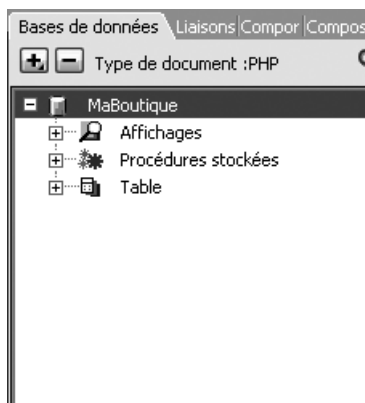 Bases de données Liaisons Compor Compos
Type de document :PHP
MaBoutique
Affichages
Procédures stockées
Table